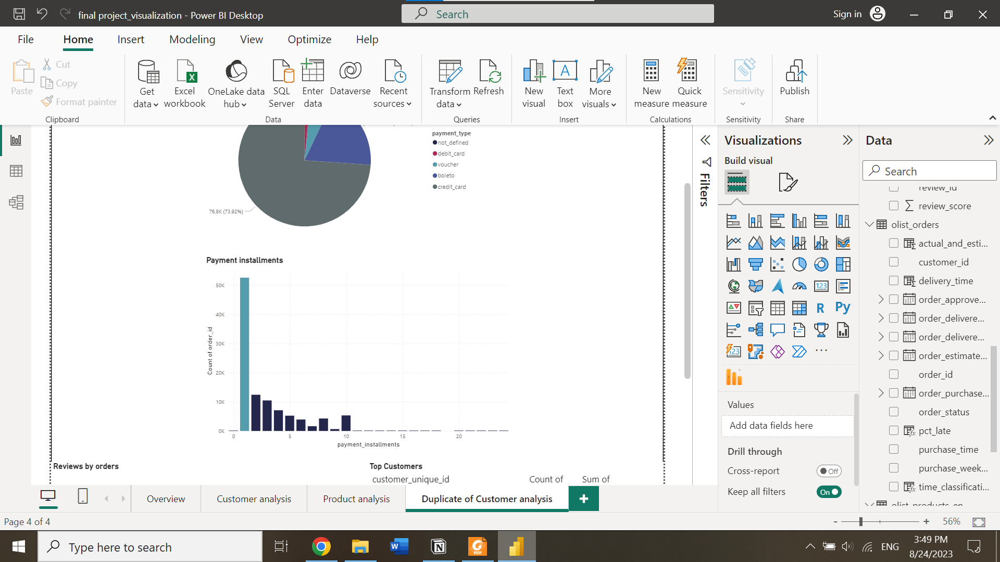 final project_visualization - Power BI Desktop
Search
Sign in
File
Home
Insert
Modeling
View
Optimize
Help
Paste
Cut
Copy
Format painter
Clipboard
Get data
Excel workbook
OneLake data hub
SQL Server
Enter data
Dataverse
Recent sources
Data
Transform data
Refresh
Queries
New visual
Text box
More visuals
Insert
New measure
Quick measure
Calculations
Sensitivity
Sensitivity
Publish
Share
payment_type
not_defined
debit_card
voucher
boleto
credit_card
76.8K (73.92%)
Payment installments
50K
40K
30K
20K
10K
0K
Count of order_id
0
5
10
15
20
payment_installments
Reviews by orders
Top Customers
customer_unique_id
Count of
Sum of
Filters
Visualizations
Build visual
R
Py
123
123
Values
Add data fields here
Drill through
Cross-report
Off
Keep all filters
On
Data
Search
review_id
review_score
olist_orders
actual_and_esti...
customer_id
delivery_time
order_approve...
order_delivere...
order_delivere...
order_estimate...
order_id
order_purchase...
order_status
pct_late
purchase_time
purchase_week...
time_classificati...
olist_products_en
Overview
Customer analysis
Product analysis
Duplicate of Customer analysis
+
Page 4 of 4
-
+
56%
Type here to search
PDF
ENG
3:49 PM
8/24/2023